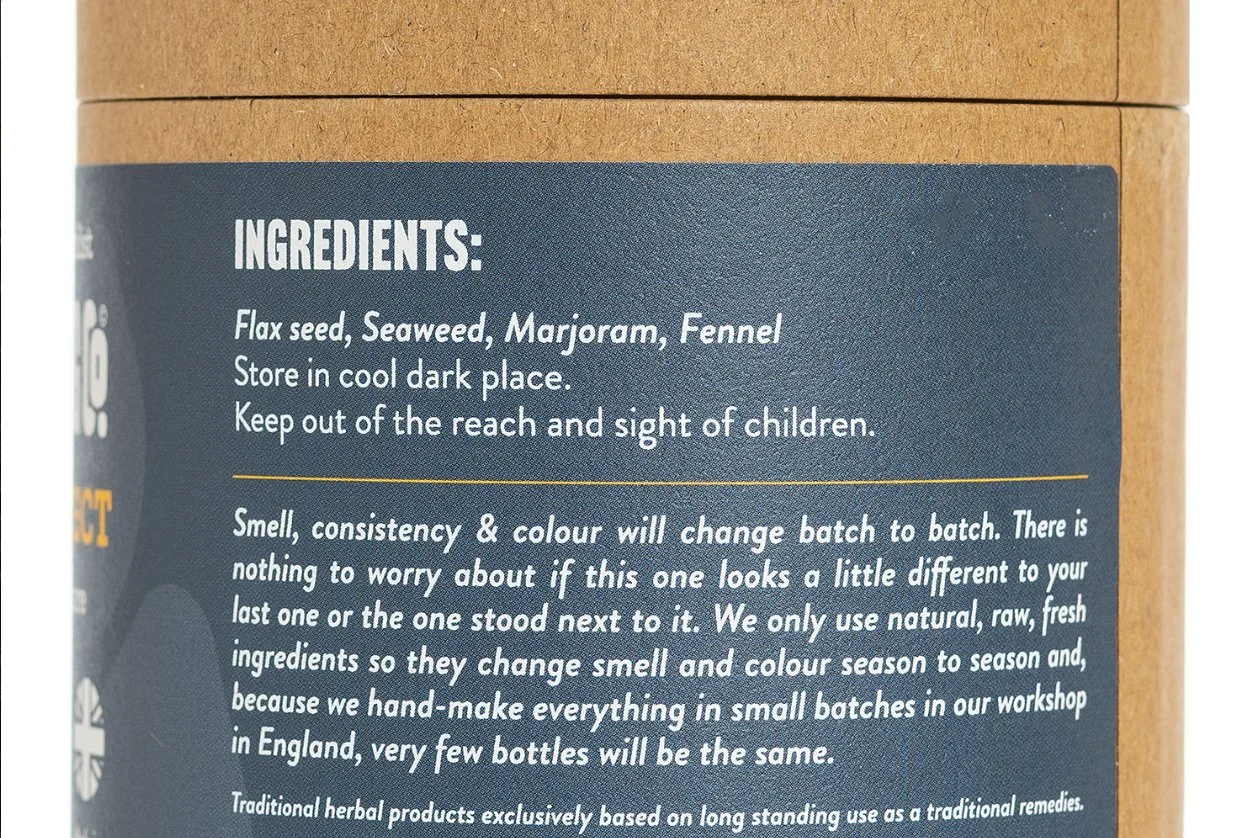 INGREDIENTS:
Flax seed, Seaweed, Marjoram, Fennel
Store in cool dark place.
Keep out of the reach and sight of children.
Smell, consistency & colour will change batch to batch. There is
nothing to worry about if this one looks a little different to your
last one or the one stood next to it. We only use natural, raw, fresh
ingredients so they change smell and colour season to season and,
because we hand-make everything in small batches in our workshop
in England, very few bottles will be the same.
Traditional herbal products exclusively based on long standing use as a traditional remedies.